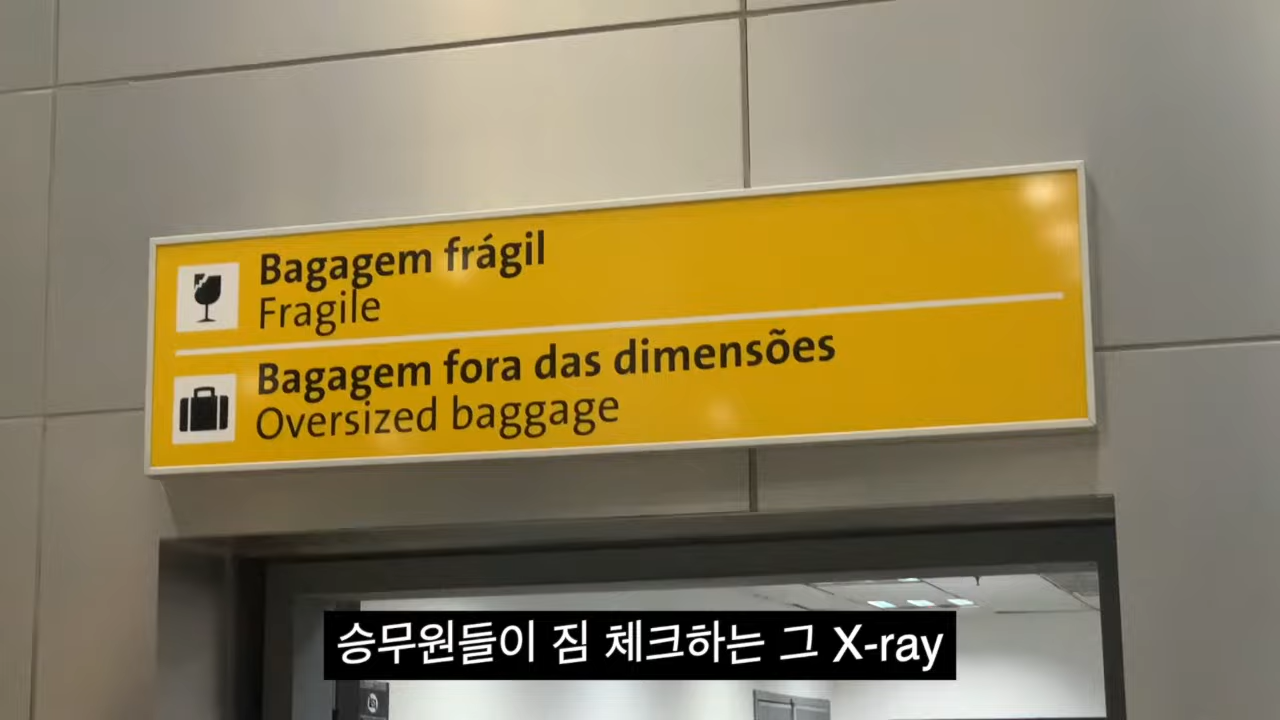 Bagagem frágil
Fragile
Bagagem fora das dimensões
Oversized baggage
승무원들이 짐 체크하는 그 X-ray